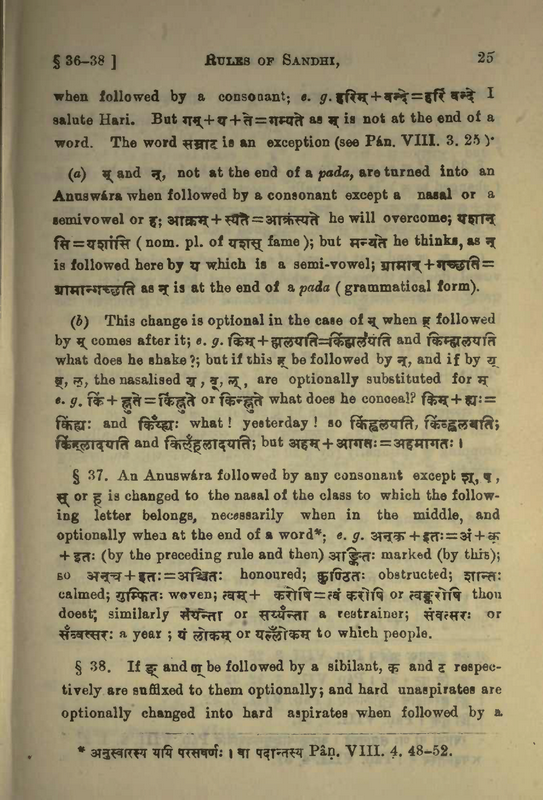 § 36-38 ] RULES OF SANDHI, 25
when followed by a consonant; e. g. हरिम् + वन्दे = हरिं वन्दे I
salute Hari. But गम् + य + ते = गम्यते as म् is not at the end of a
word. The word सम्राट is an exception (see Pán. VIII. 3. 25 )·
(a) म् and न्, not at the end of a pada, are turned into an
Anuswára when followed by a consonant except a nasal or a
semivowel or ह; आक्रम् + स्यते = आक्रंस्यते he will overcome; यशान्
सि = यशांसि ( nom. pl. of यशस् fame ); but मन्यते he thinks, as न्
is followed here by य which is a semi-vowel; ग्रामान् + गच्छति =
ग्रामान्गच्छति as न् is at the end of a pada ( grammatical form).
(b) This change is optional in the case of म् when ह् followed
by म् comes after it; e. g. किम् + ह्मलयति = किंह्मलयति and किम्ह्मलयति
what does he shake ?; but if this ह् be followed by न्, and if by य्
व्, ल, the nasalised य्, व्, ल्, are optionally substituted for म
e. g. किं + ह्नुते = किंह्नुते or किन्ह्नुते what does he conceal? किम् + ह्यः =
किंह्यः and कियँह्यः what ! yesterday ! so किंह्वलयति, किंव्ह्वलयति;
किंह्लादयति and किलँह्लादयति; but अहम् + आगतः = अहमागतः ।
§ 37. An Anuswára followed by any consonant except श्, ष,
स् or ह् is changed to the nasal of the class to which the follow-
ing letter belongs, necessarily when in the middle, and
optionally when at the end of a word*; e. g. अन्क + इतः = अं + क्
+ इतः (by the preceding rule and then) अङ्कितः marked (by this);
so अन्च + इतः = अञ्चितः honoured; कुण्ठितः obstructed; शान्तः
calmed; गुम्फितः woven; त्वम् + करोषि = त्वं करोषि or त्वङ्करोषि thou
doest; similarly संयन्ता or सय्यँन्ता a restrainer; संवत्सरः or
सँव्वत्सरः a year ; यं लोकम् or यल्लोँकम् to which people.
§ 38. If ङ् and ण् be followed by a sibilant, क and ट respec-
tively are suffixed to them optionally; and hard unaspirates are
optionally changed into hard aspirates when followed by a
* अनुस्वारस्य ययि परसवर्णः । वा पदान्तस्य Pân. VIII. 4. 48-52.